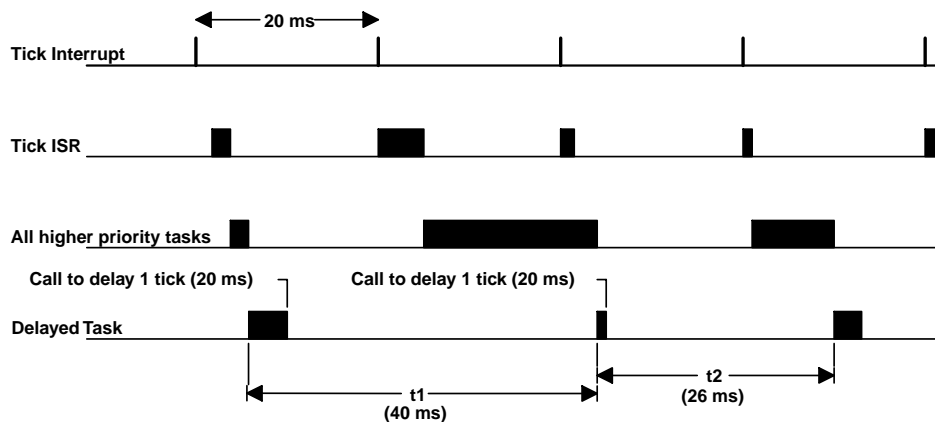 20 ms
Tick Interrupt
Tick ISR
All higher priority tasks
Call to delay 1 tick (20 ms)
Call to delay 1 tick (20 ms)
Delayed Task
t1
(40 ms)
t2
(26 ms)